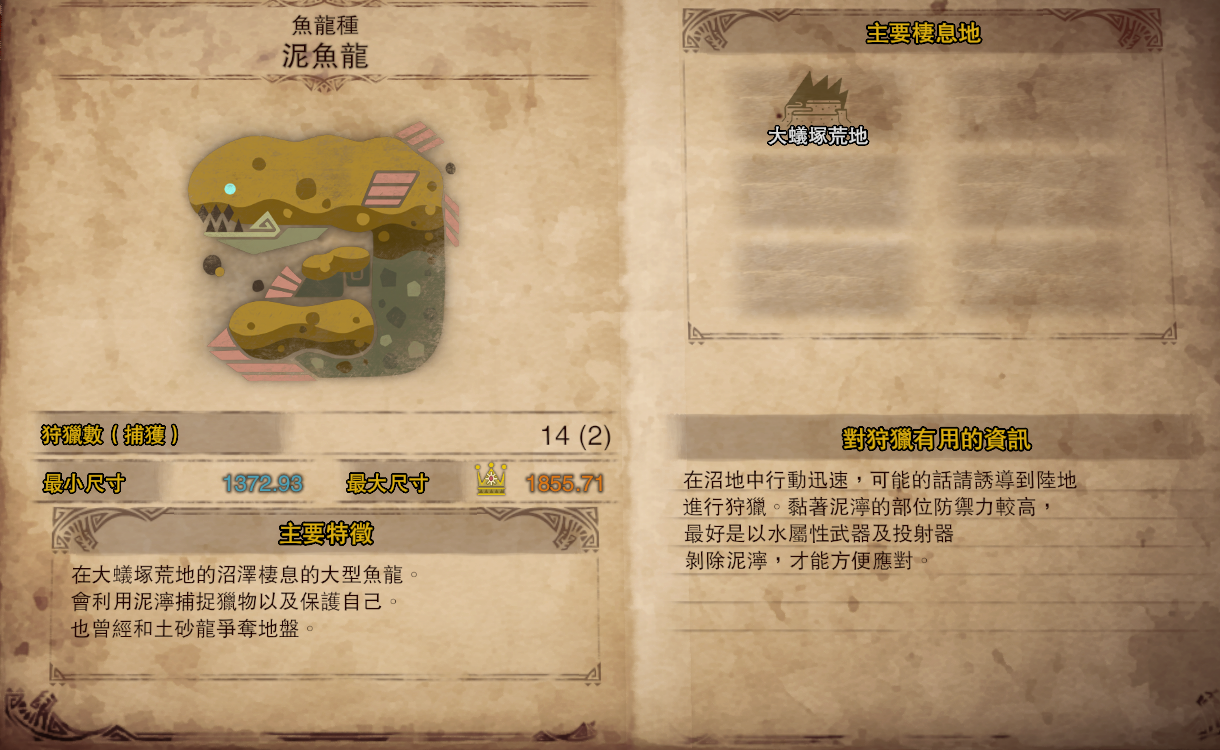 魚龍種
泥魚龍
狩獵數（捕獲） 14 (2)
最小尺寸 1372.93 最大尺寸 1855.71
主要特徵
在大蟻塚荒地的沼澤棲息的大型魚龍。
會利用泥濘捕捉獵物以及保護自己。
也曾經和土砂龍爭奪地盤。
主要棲息地
大蟻塚荒地
對狩獵有用的資訊
在沼地中行動迅速，可能的話請誘導到陸地
進行狩獵。黏著泥濘的部位防禦力較高，
最好是以水屬性武器及投射器
剝除泥濘，才能方便應對。